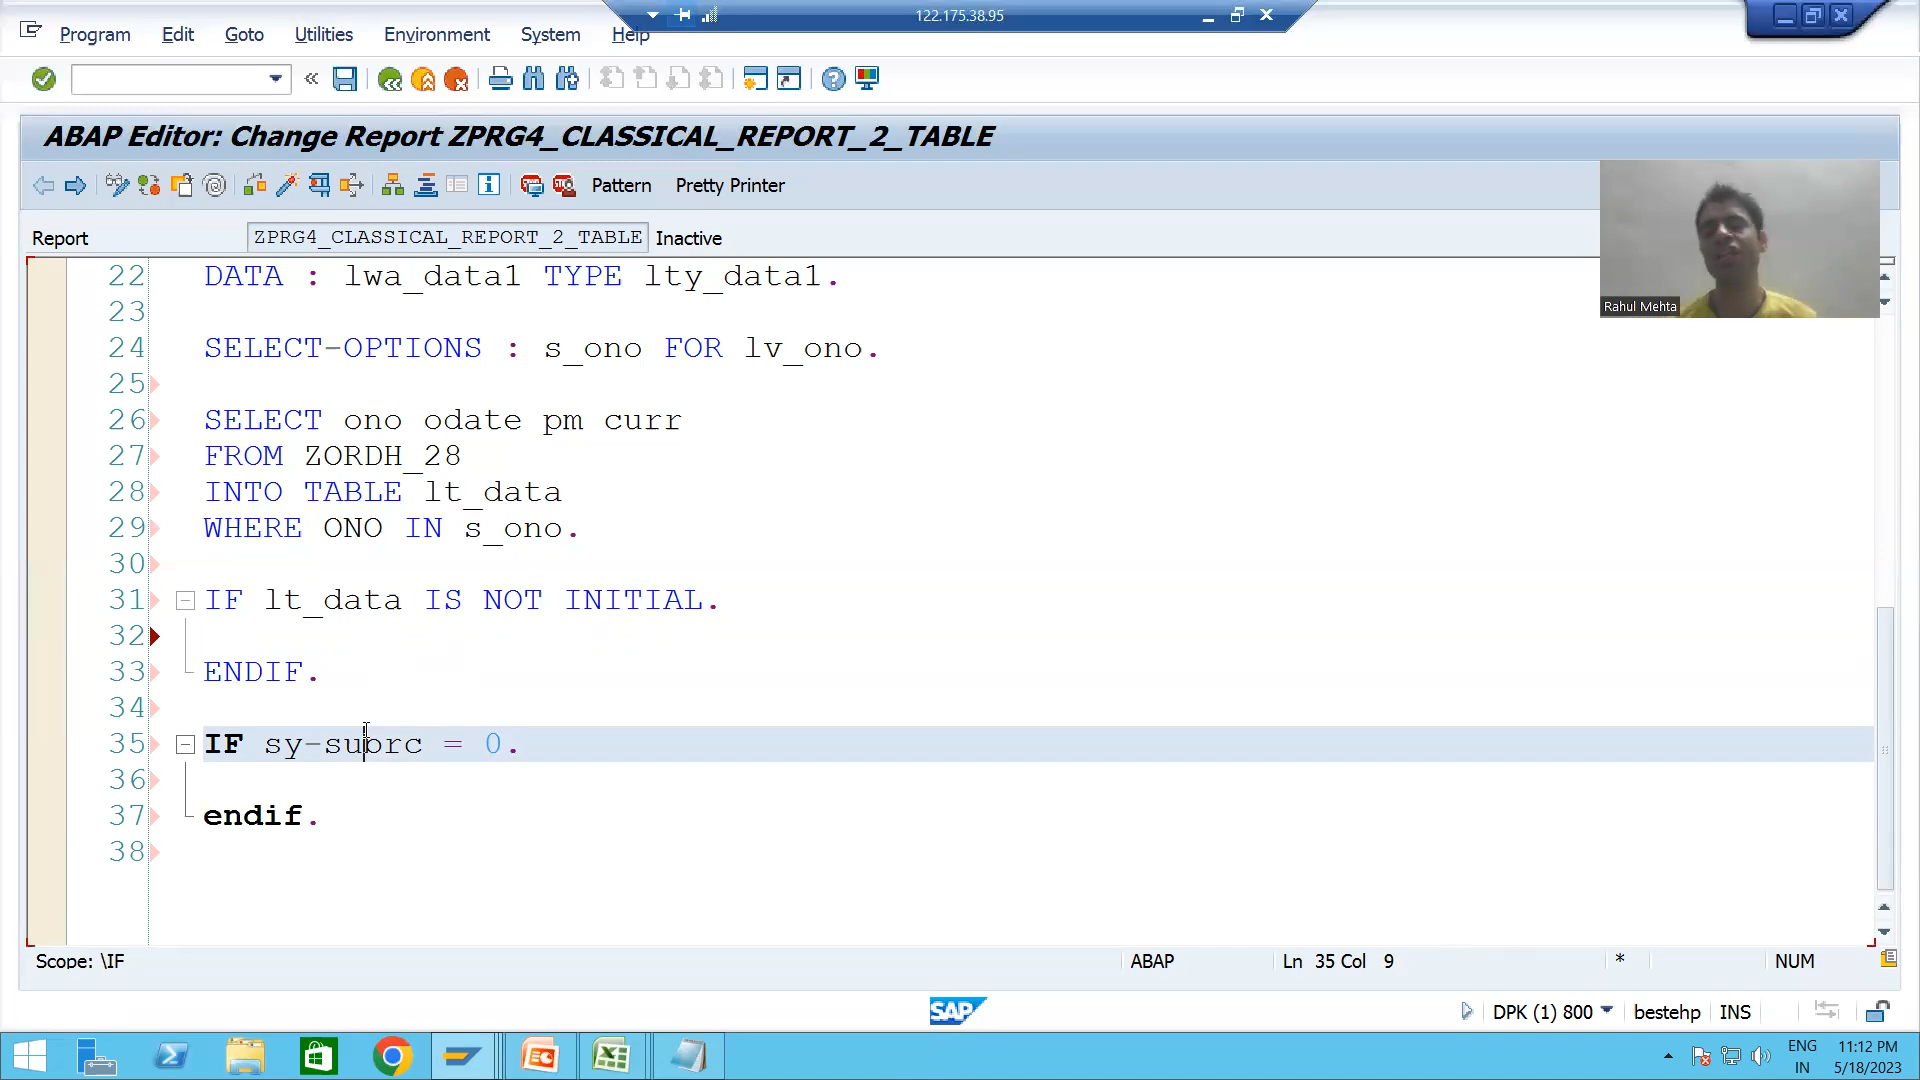 122.175.38.95
Program Edit Goto Utilities Environment System Help
ABAP Editor: Change Report ZPRG4_CLASSICAL_REPORT_2_TABLE
Pattern Pretty Printer
Report ZPRG4_CLASSICAL_REPORT_2_TABLE Inactive
Rahul Mehta
22 DATA : lwa_data1 TYPE lty_data1.
23
24 SELECT-OPTIONS : s_ono FOR lv_ono.
25
26 SELECT ono odate pm curr
27 FROM ZORDH_28
28 INTO TABLE lt_data
29 WHERE ONO IN s_ono.
30
31 IF lt_data IS NOT INITIAL.
32
33 ENDIF.
34
35 IF sy-subrc = 0.
36
37 endif.
38
Scope: \IF ABAP Ln 35 Col 9 * NUM
SAP DPK (1) 800 bestehp INS
ENG 11:12 PM
IN 5/18/2023